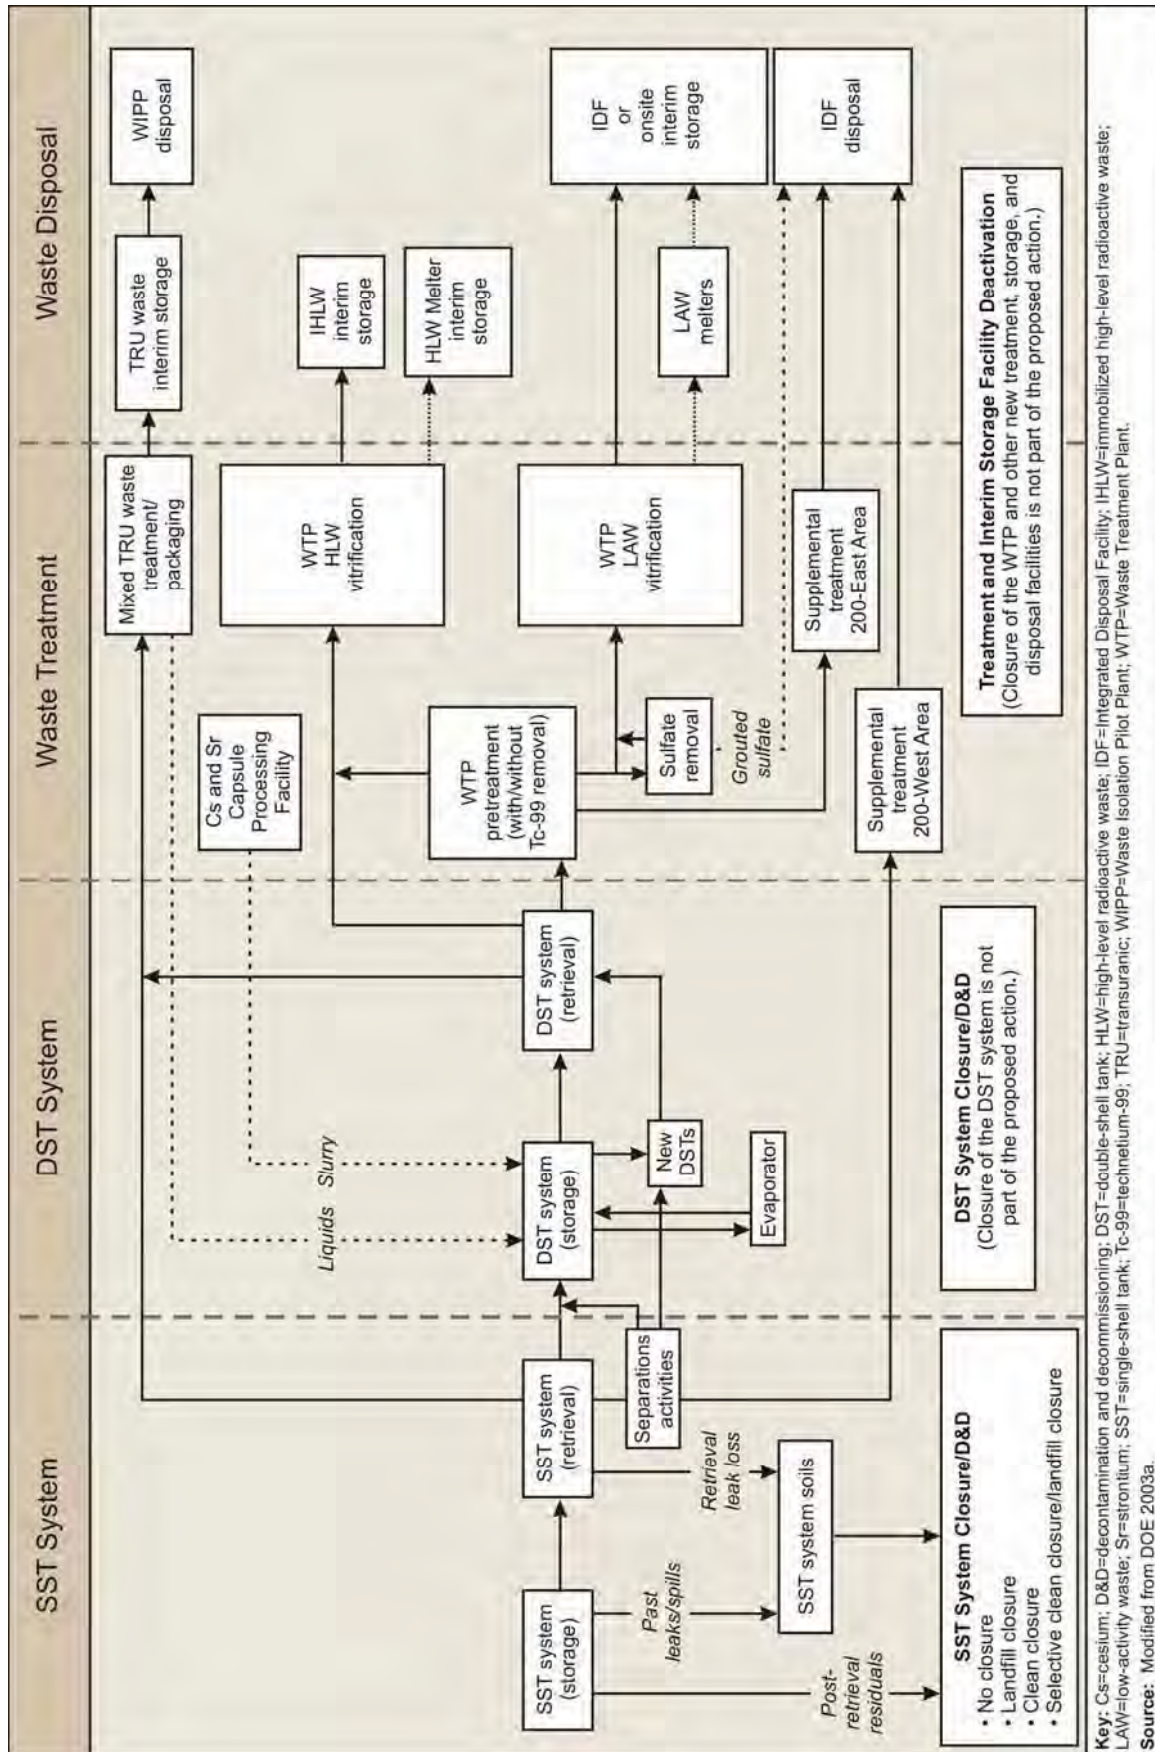 SST System
DST System
Waste Treatment
Waste Disposal
SST system
(storage)
SST system
(retrieval)
Separations
activities
Past
leaks/spills
Retrieval
leak loss
Post-
retrieval
residuals
SST system soils
SST System Closure/D&D
• No closure
• Landfill closure
• Clean closure
• Selective clean closure/landfill closure
Liquids
Slurry
DST system
(storage)
DST system
(retrieval)
New
DSTs
Evaporator
DST System Closure/D&D
(Closure of the DST system is not
part of the proposed action.)
Mixed TRU waste
treatment/
packaging
Cs and Sr
Capsule
Processing
Facility
WTP
HLW
vitrification
WTP
pretreatment
(with/without
Tc-99 removal)
WTP
LAW
vitrification
Sulfate
removal
Grouted
sulfate
Supplemental
treatment
200-East Area
Supplemental
treatment
200-West Area
TRU waste
interim storage
WIPP
disposal
IHLW
interim
storage
HLW Melter
interim
storage
LAW
melters
IDF
or
onsite
interim
storage
IDF
disposal
Treatment and Interim Storage Facility Deactivation
(Closure of the WTP and other new treatment, storage, and
disposal facilities is not part of the proposed action.)
Key: Cs=cesium; D&D=decontamination and decommissioning; DST=double-shell tank; HLW=high-level radioactive waste; IDF=Integrated Disposal Facility; IHLW=immobilized high-level radioactive waste;
LAW=low-activity waste; Sr=strontium; SST=single-shell tank; Tc-99=technetium-99; TRU=transuranic; WIPP=Waste Isolation Pilot Plant; WTP=Waste Treatment Plant.
Source: Modified from DOE 2003a.